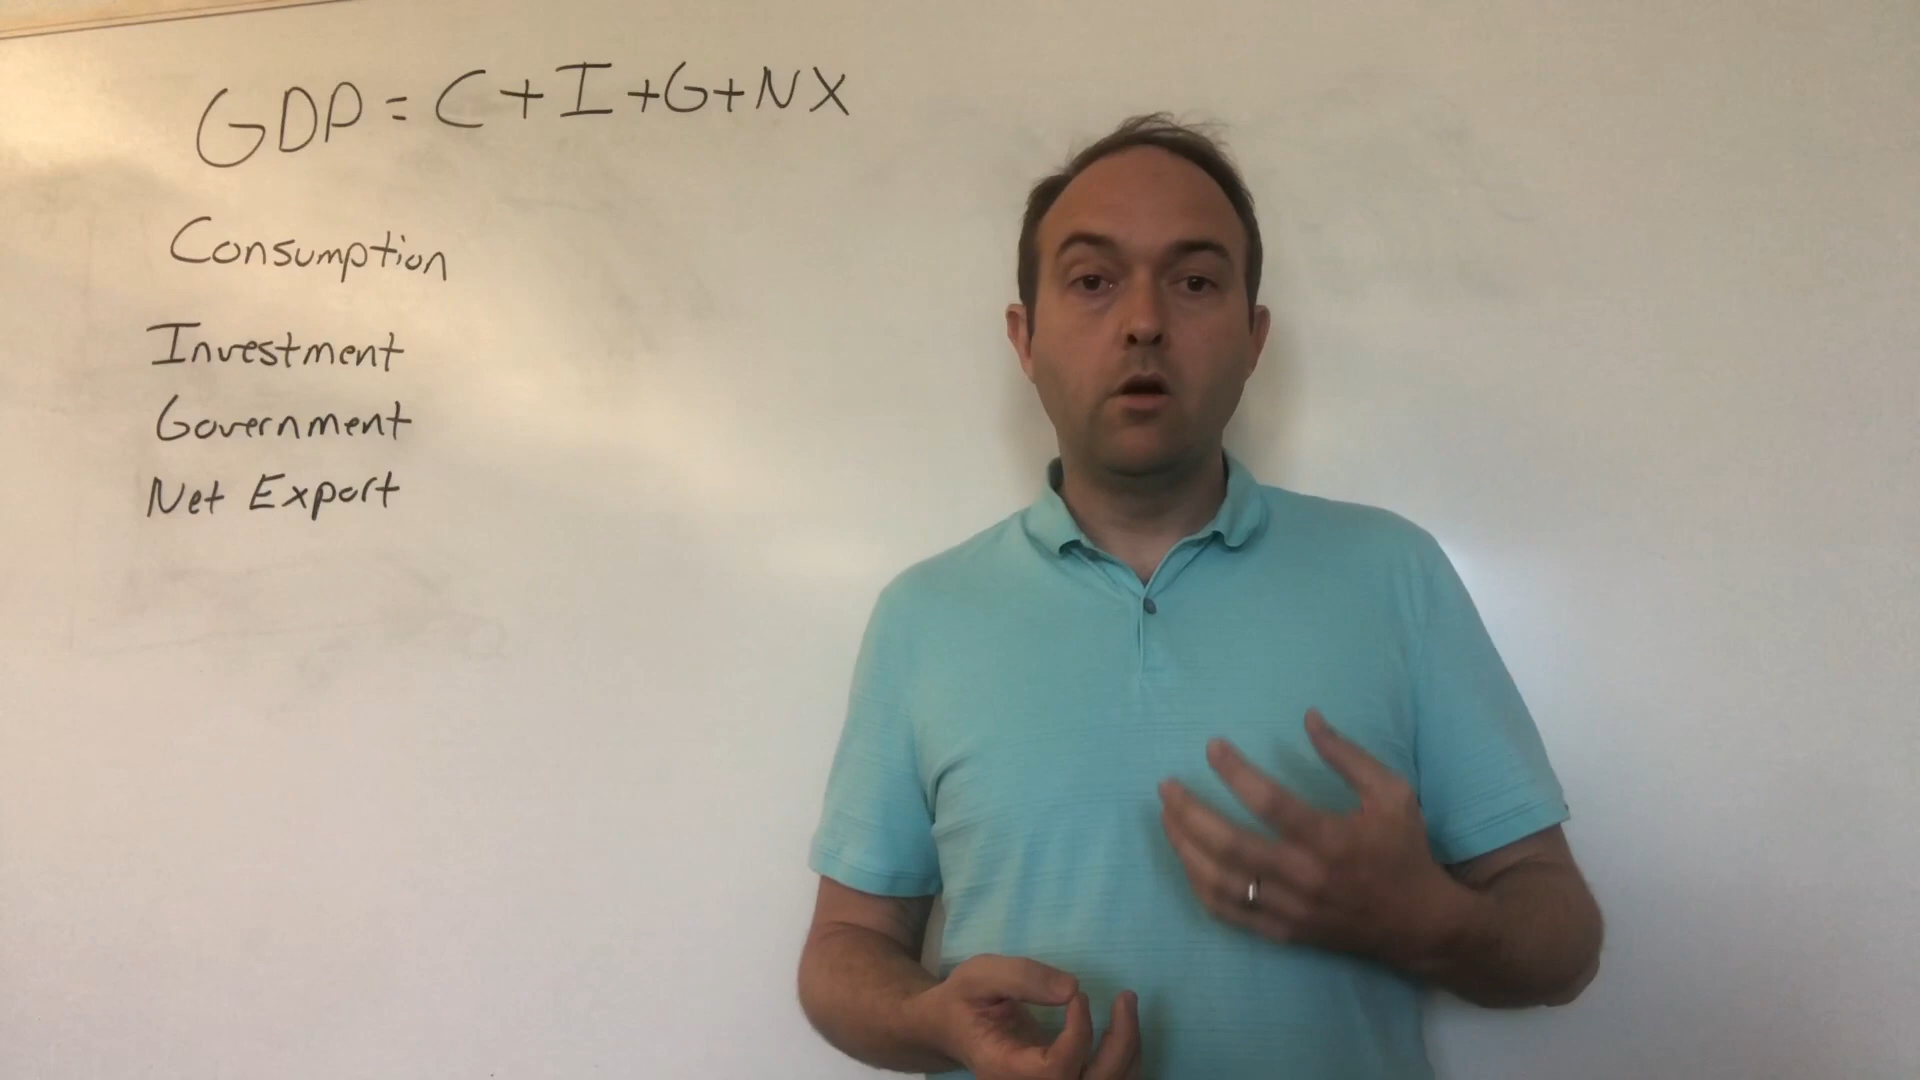 GDP = C + I + G + NX
Consumption
Investment
Government
Net Export